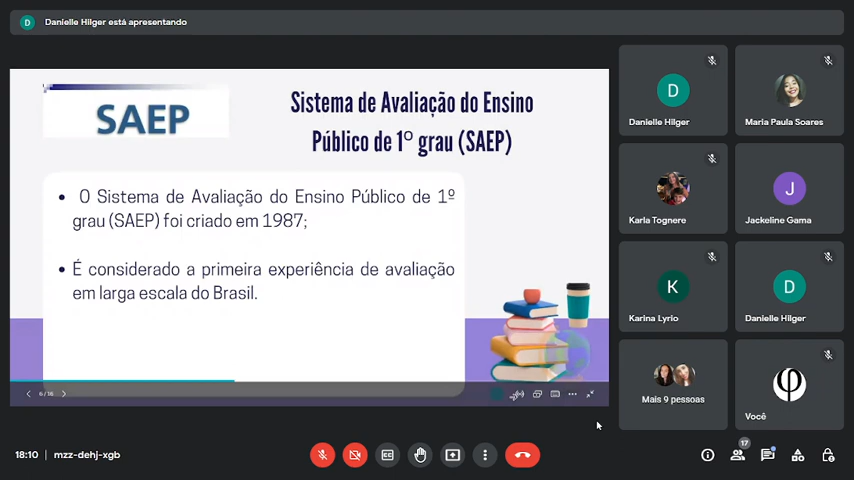 D Danielle Hilger está apresentando
SAEP
Sistema de Avaliação do Ensino
Público de 1º grau (SAEP)
• O Sistema de Avaliação do Ensino Público de 1º
grau (SAEP) foi criado em 1987;
• É considerado a primeira experiência de avaliação
em larga escala do Brasil.
6/16
D
Danielle Hilger
Maria Paula Soares
Karla Tognere
J
Jackeline Gama
K
Karina Lyrio
D
Danielle Hilger
Mais 9 pessoas
φ
Você
18:10 | mzz-dehj-xgb
CC
17